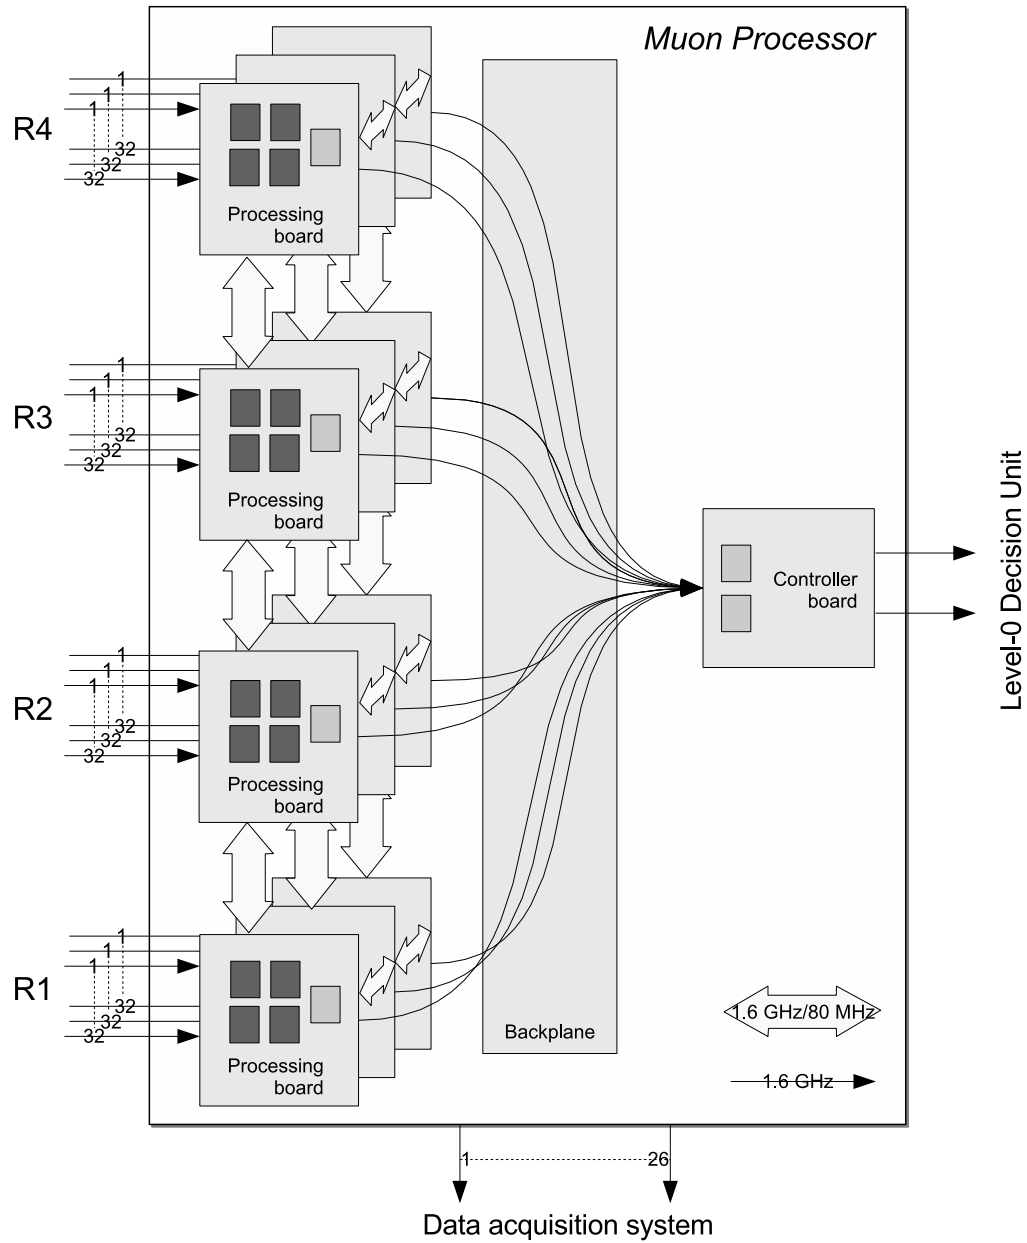 Muon Processor
1
1
1
R4
32
32
32
Processing
board
1
1
1
R3
32
32
32
Processing
board
Controller
board
Level-0 Decision Unit
1
1
1
R2
32
32
32
Processing
board
1
1
1
R1
32
32
32
Processing
board
Backplane
1.6 GHz/80 MHz
1.6 GHz
1
26
Data acquisition system